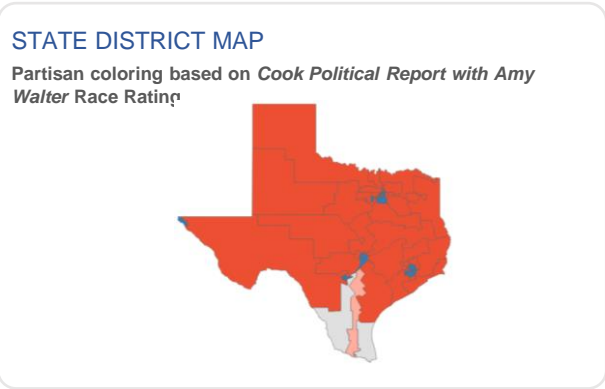 STATE DISTRICT MAP
Partisan coloring based on Cook Political Report with Amy
Walter Race Rating